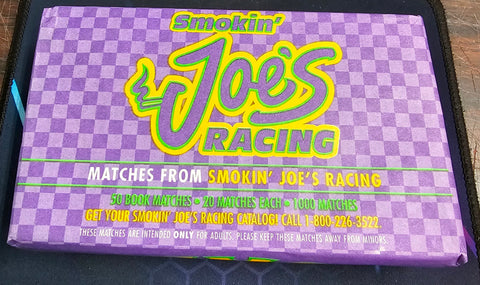 Smokin'
Joe's
RACING
MATCHES FROM SMOKIN' JOE'S RACING
50 BOOK MATCHES • 20 MATCHES EACH • 1000 MATCHES
GET YOUR SMOKIN' JOE'S RACING CATALOG! CALL 1-800-226-3522.
THESE MATCHES ARE INTENDED ONLY FOR ADULTS. PLEASE KEEP THESE MATCHES AWAY FROM MINORS.